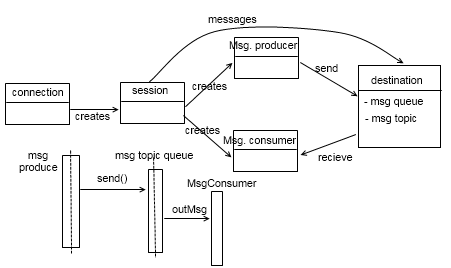 messages
Msg. producer
send
destination
- msg queue
- msg topic
connection
session
creates
creates
creates
Msg. consumer
recieve
msg
produce
msg topic queue
MsgConsumer
send()
outMsg